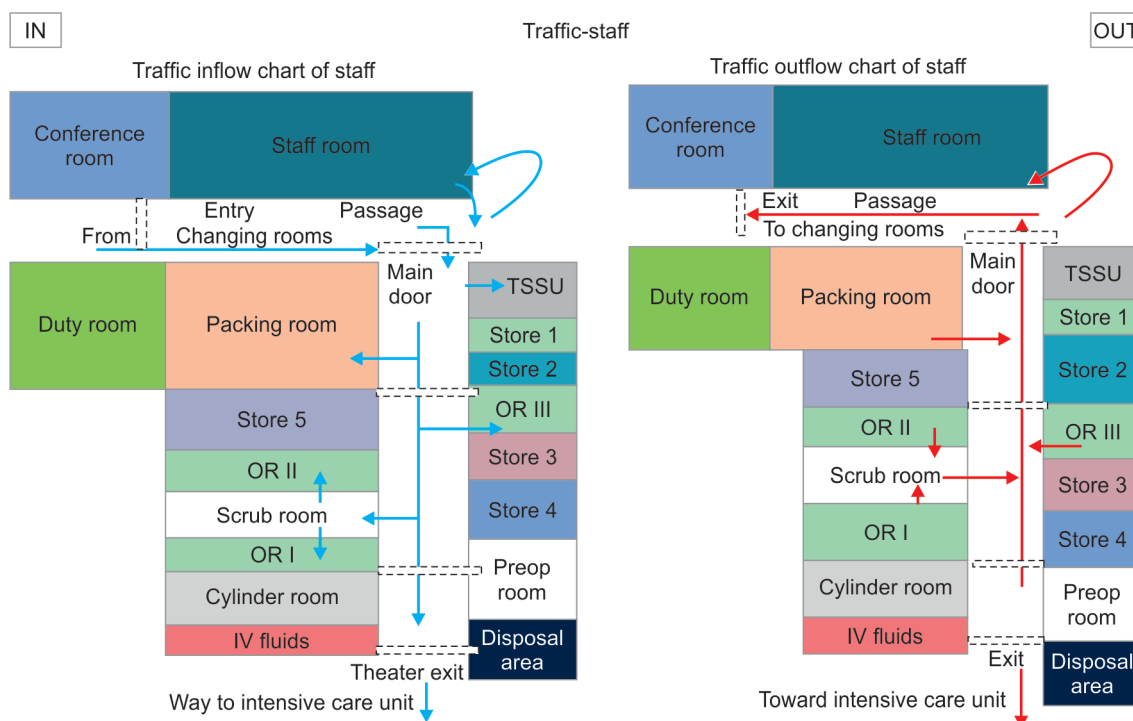 IN
Traffic-staff
OUT
Traffic inflow chart of staff
Conference
room
Staff room
Entry
Passage
From
Changing rooms
Main
door
TSSU
Duty room
Packing room
Store 1
Store 2
Store 5
OR III
OR II
Store 3
Scrub room
Store 4
OR I
Preop
room
Cylinder room
IV fluids
Disposal
area
Theater exit
Way to intensive care unit
Traffic outflow chart of staff
Conference
room
Staff room
Exit
Passage
To changing rooms
Main
door
TSSU
Duty room
Packing room
Store 1
Store 2
Store 5
OR II
OR III
Scrub room
Store 3
OR I
Store 4
Cylinder room
Preop
room
IV fluids
Exit
Disposal
area
Toward intensive care unit